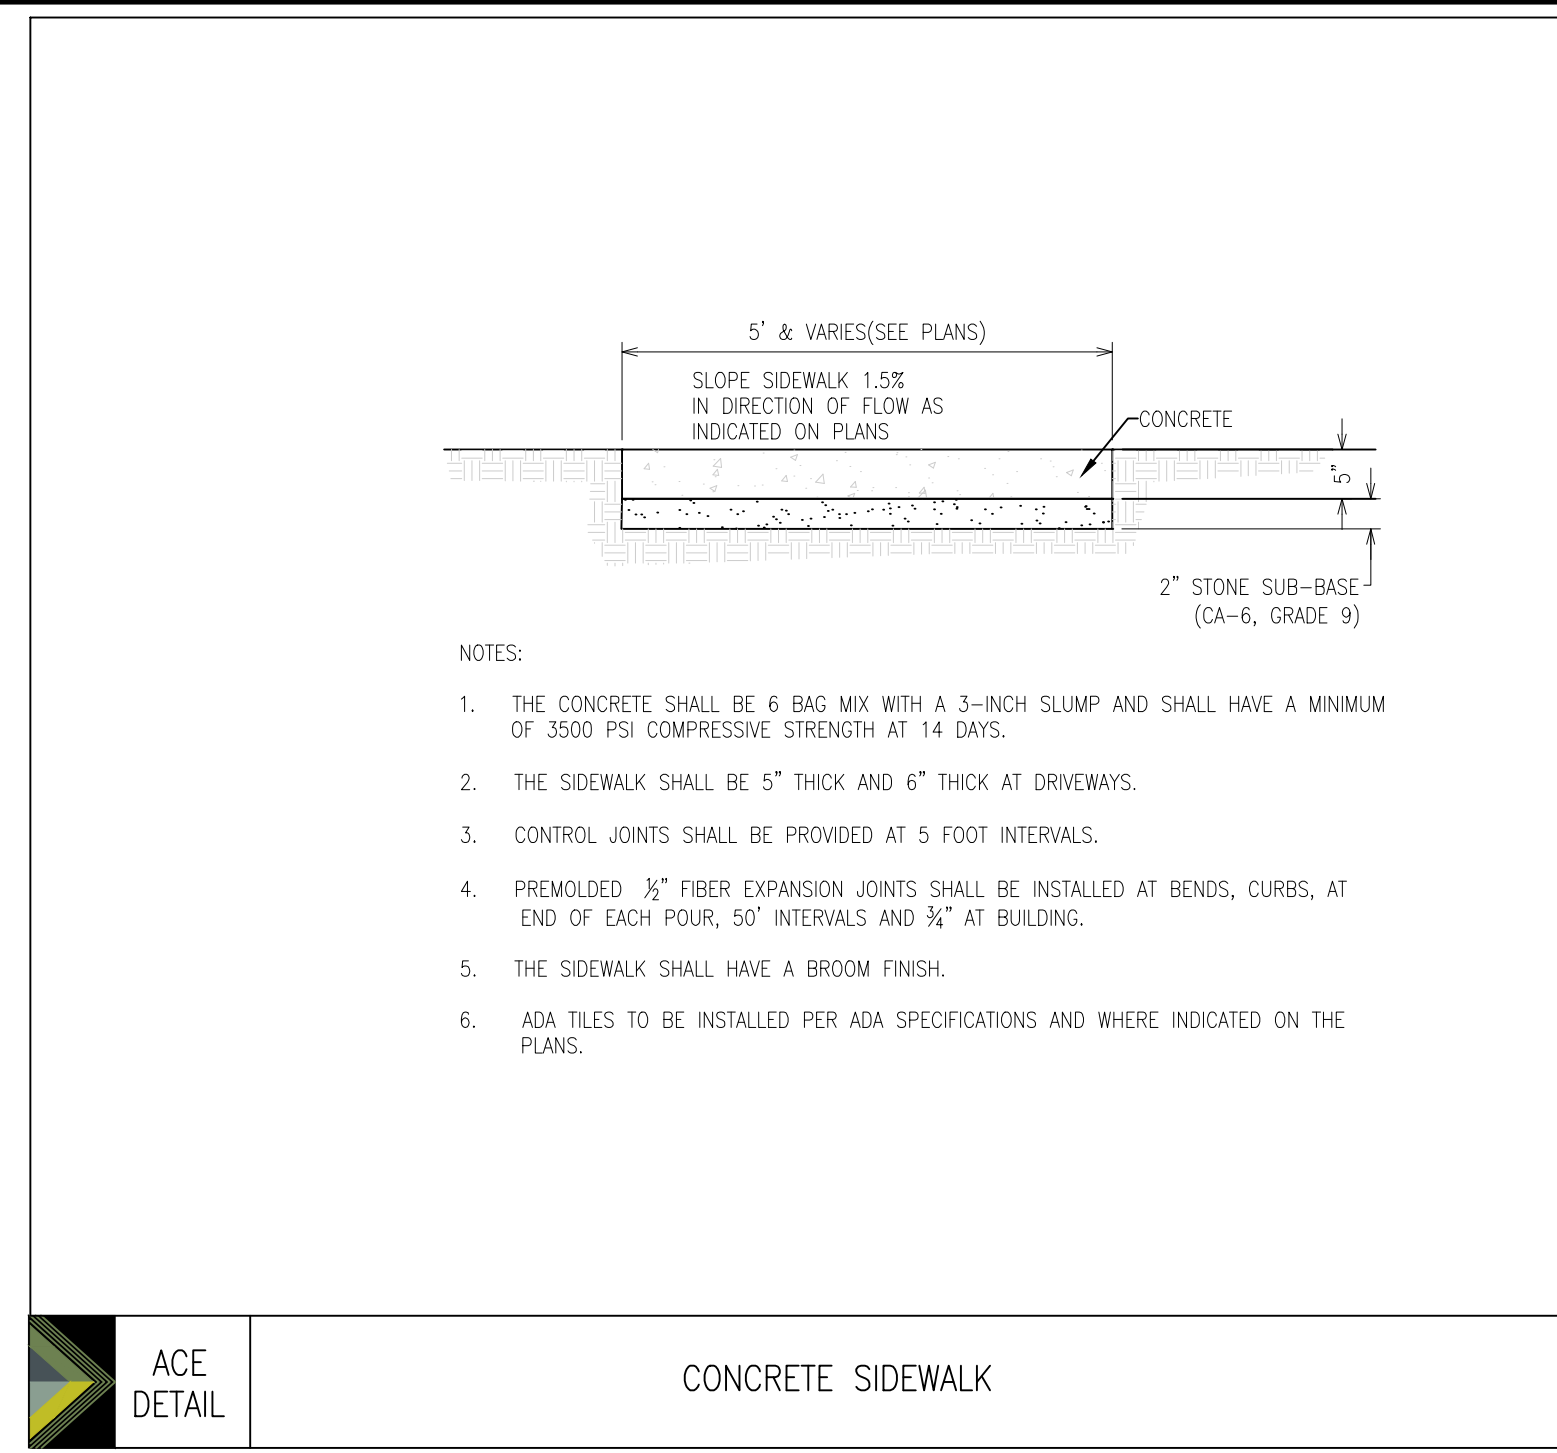 5' & VARIES(SEE PLANS)
SLOPE SIDEWALK 1.5%
IN DIRECTION OF FLOW AS
INDICATED ON PLANS
CONCRETE
5"
2" STONE SUB-BASE
(CA-6, GRADE 9)
NOTES:
1. THE CONCRETE SHALL BE 6 BAG MIX WITH A 3-INCH SLUMP AND SHALL HAVE A MINIMUM
OF 3500 PSI COMPRESSIVE STRENGTH AT 14 DAYS.
2. THE SIDEWALK SHALL BE 5" THICK AND 6" THICK AT DRIVEWAYS.
3. CONTROL JOINTS SHALL BE PROVIDED AT 5 FOOT INTERVALS.
4. PREMOLDED ½" FIBER EXPANSION JOINTS SHALL BE INSTALLED AT BENDS, CURBS, AT
END OF EACH POUR, 50' INTERVALS AND ¾" AT BUILDING.
5. THE SIDEWALK SHALL HAVE A BROOM FINISH.
6. ADA TILES TO BE INSTALLED PER ADA SPECIFICATIONS AND WHERE INDICATED ON THE
PLANS.
ACE
DETAIL
CONCRETE SIDEWALK